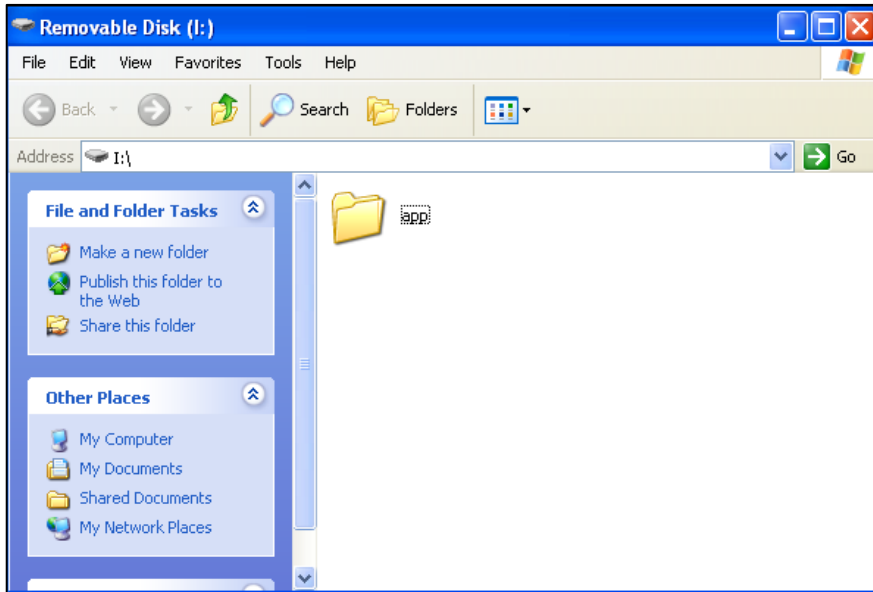 Removable Disk (I:)
File Edit View Favorites Tools Help
Back Search Folders
Address I:\ Go
File and Folder Tasks
Make a new folder
Publish this folder to
the Web
Share this folder
Other Places
My Computer
My Documents
Shared Documents
My Network Places
app